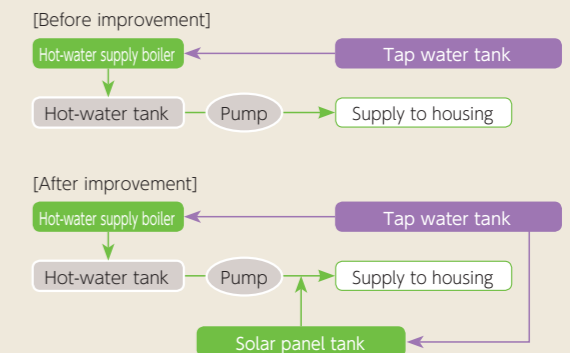 [Before improvement]
Hot-water supply boiler
Tap water tank
Hot-water tank
Pump
Supply to housing
[After improvement]
Hot-water supply boiler
Tap water tank
Hot-water tank
Pump
Supply to housing
Solar panel tank